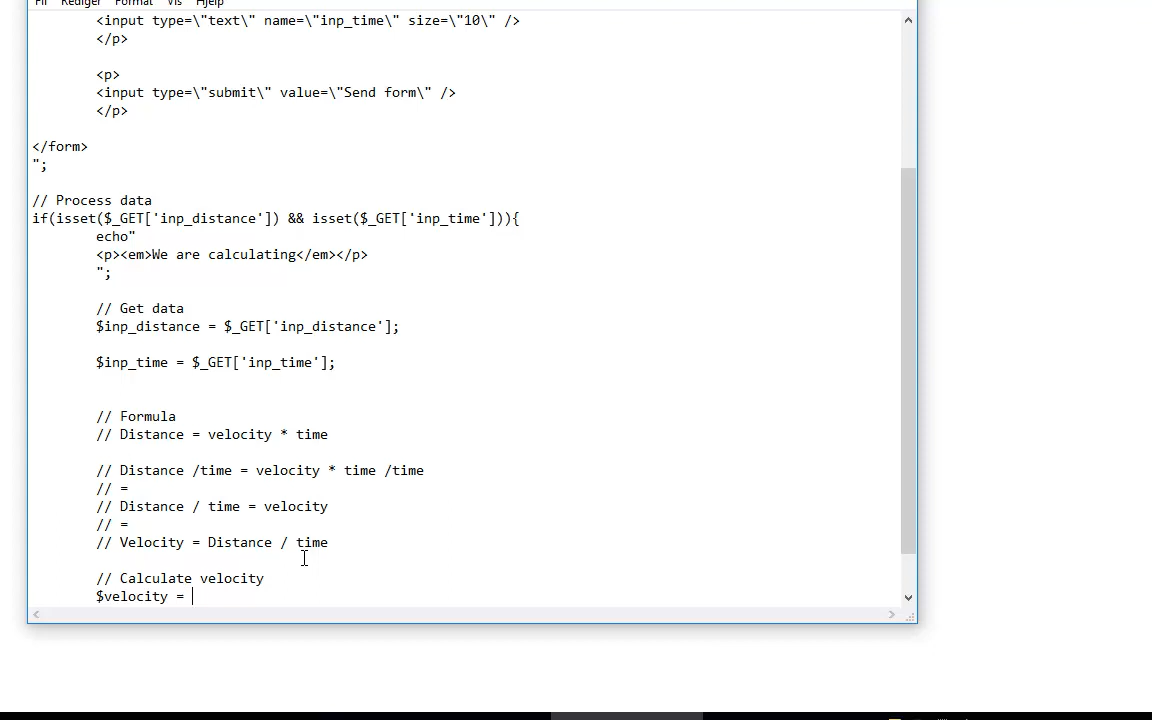 Fil Rediger Format Vis Hjelp
<input type=\"text\" name=\"inp_time\" size=\"10\" />
</p>
<p>
<input type=\"submit\" value=\"Send form\" />
</p>
</form>
";
// Process data
if(isset($_GET['inp_distance']) && isset($_GET['inp_time'])){
echo"
<p><em>We are calculating</em></p>
";
// Get data
$inp_distance = $_GET['inp_distance'];
$inp_time = $_GET['inp_time'];
// Formula
// Distance = velocity * time
// Distance /time = velocity * time /time
// =
// Distance / time = velocity
// =
// Velocity = Distance / time
// Calculate velocity
$velocity =